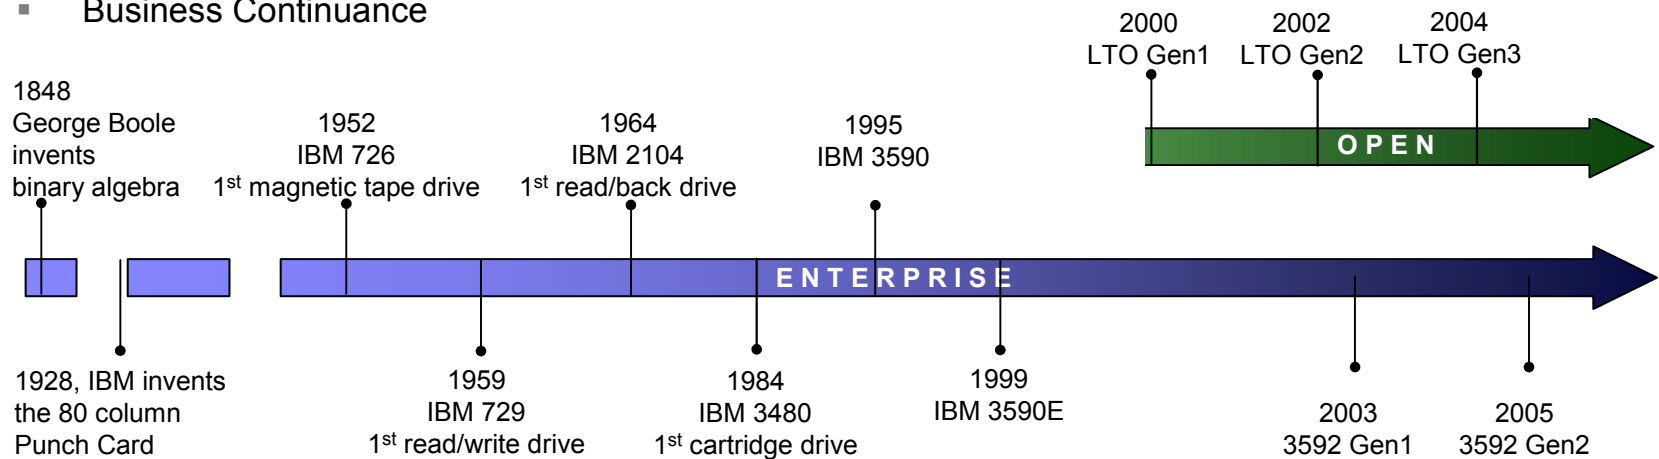 ▪ Business Continuance
2000
LTO Gen1
2002
LTO Gen2
2004
LTO Gen3
1848
George Boole
invents
binary algebra
1952
IBM 726
1st magnetic tape drive
1964
IBM 2104
1st read/back drive
1995
IBM 3590
OPEN
ENTERPRISE
1928, IBM invents
the 80 column
Punch Card
1959
IBM 729
1st read/write drive
1984
IBM 3480
1st cartridge drive
1999
IBM 3590E
2003
3592 Gen1
2005
3592 Gen2